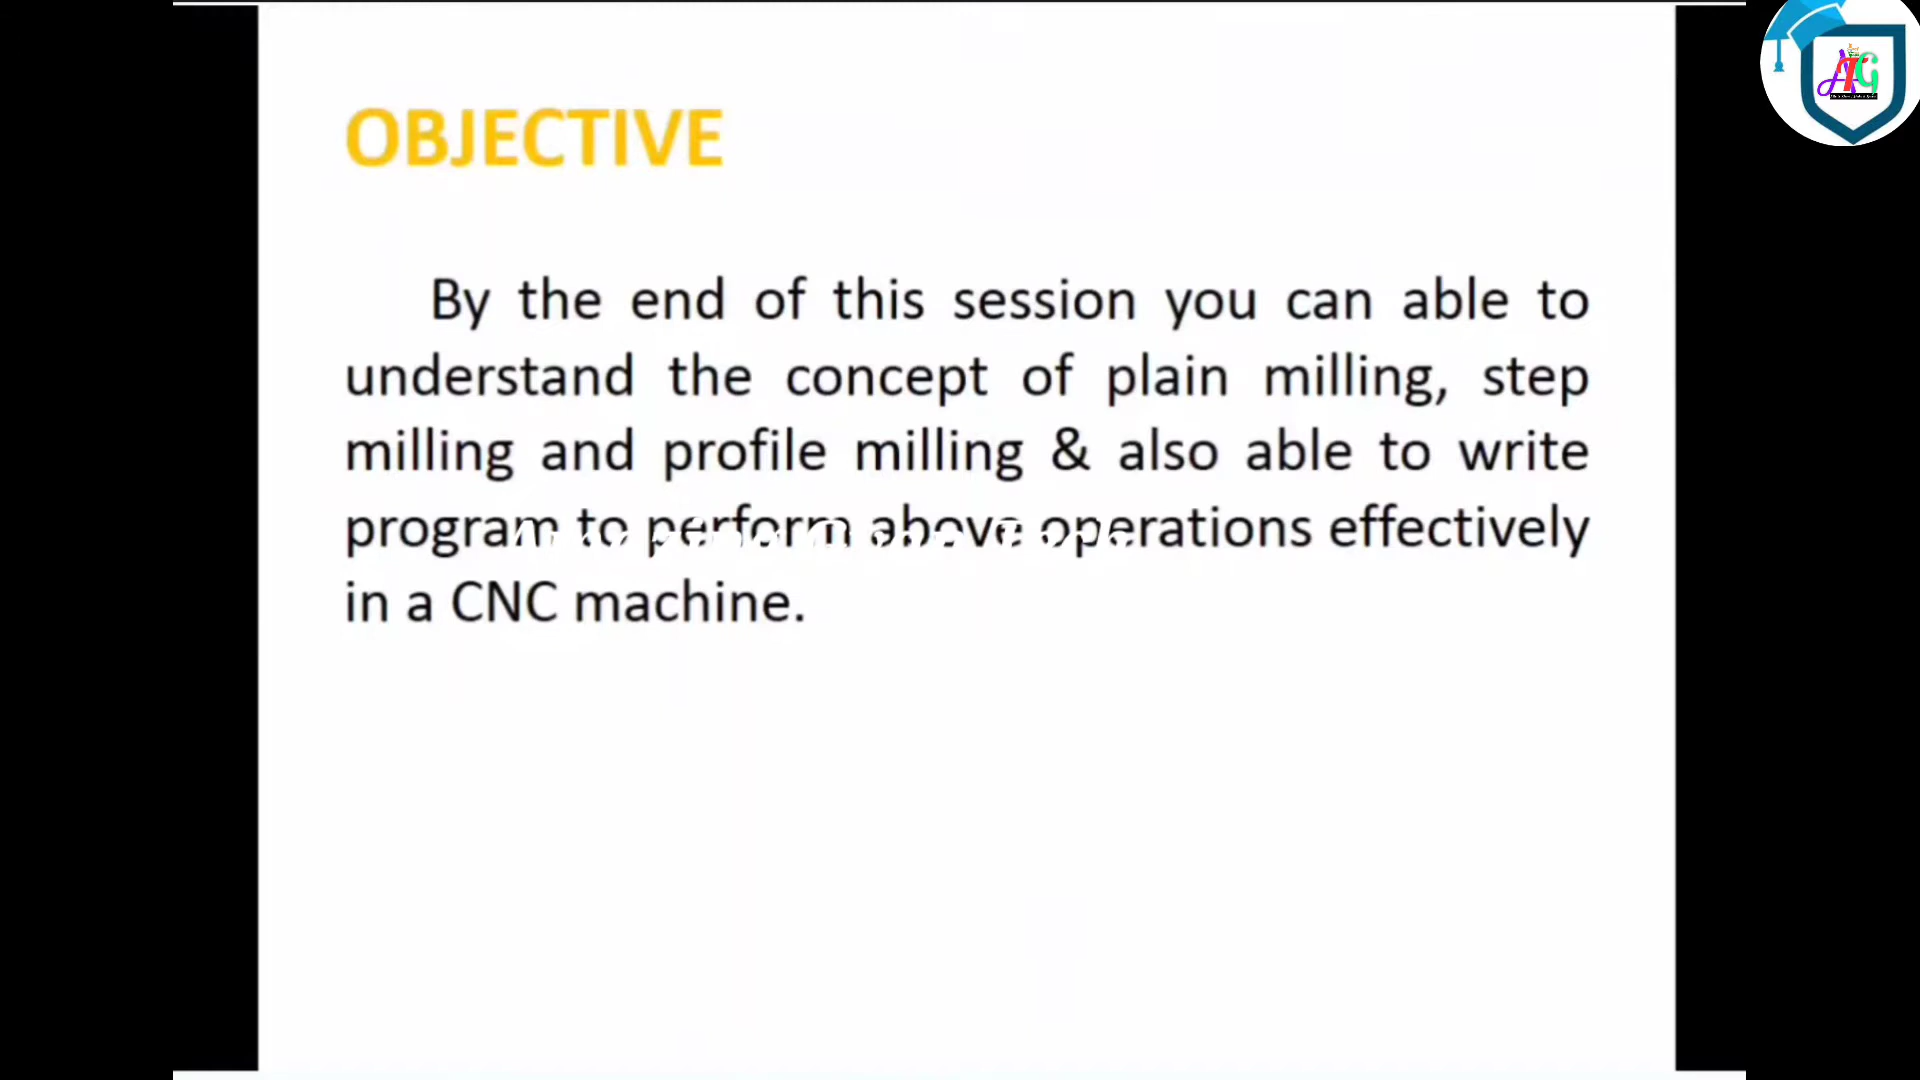 OBJECTIVE
By the end of this session you can able to
understand the concept of plain milling, step
milling and profile milling & also able to write
program to perform above operations effectively
in a CNC machine.